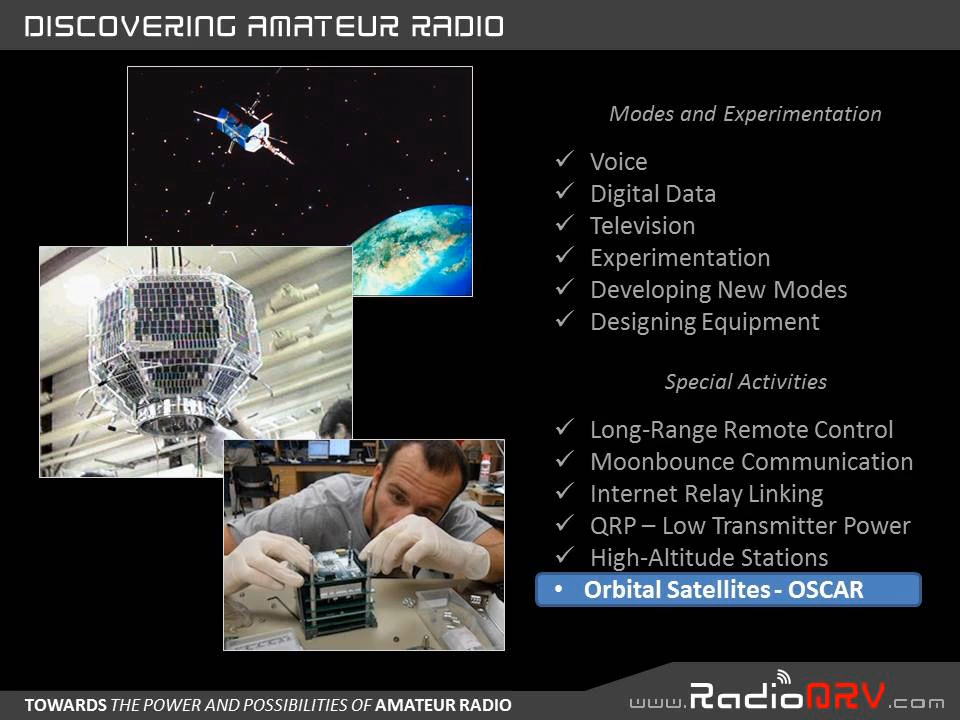 DISCOVERING AMATEUR RADIO
Modes and Experimentation
✓ Voice
✓ Digital Data
✓ Television
✓ Experimentation
✓ Developing New Modes
✓ Designing Equipment
Special Activities
✓ Long-Range Remote Control
✓ Moonbounce Communication
✓ Internet Relay Linking
✓ QRP – Low Transmitter Power
✓ High-Altitude Stations
• Orbital Satellites - OSCAR
TOWARDS THE POWER AND POSSIBILITIES OF AMATEUR RADIO
www.RadioQRV.com